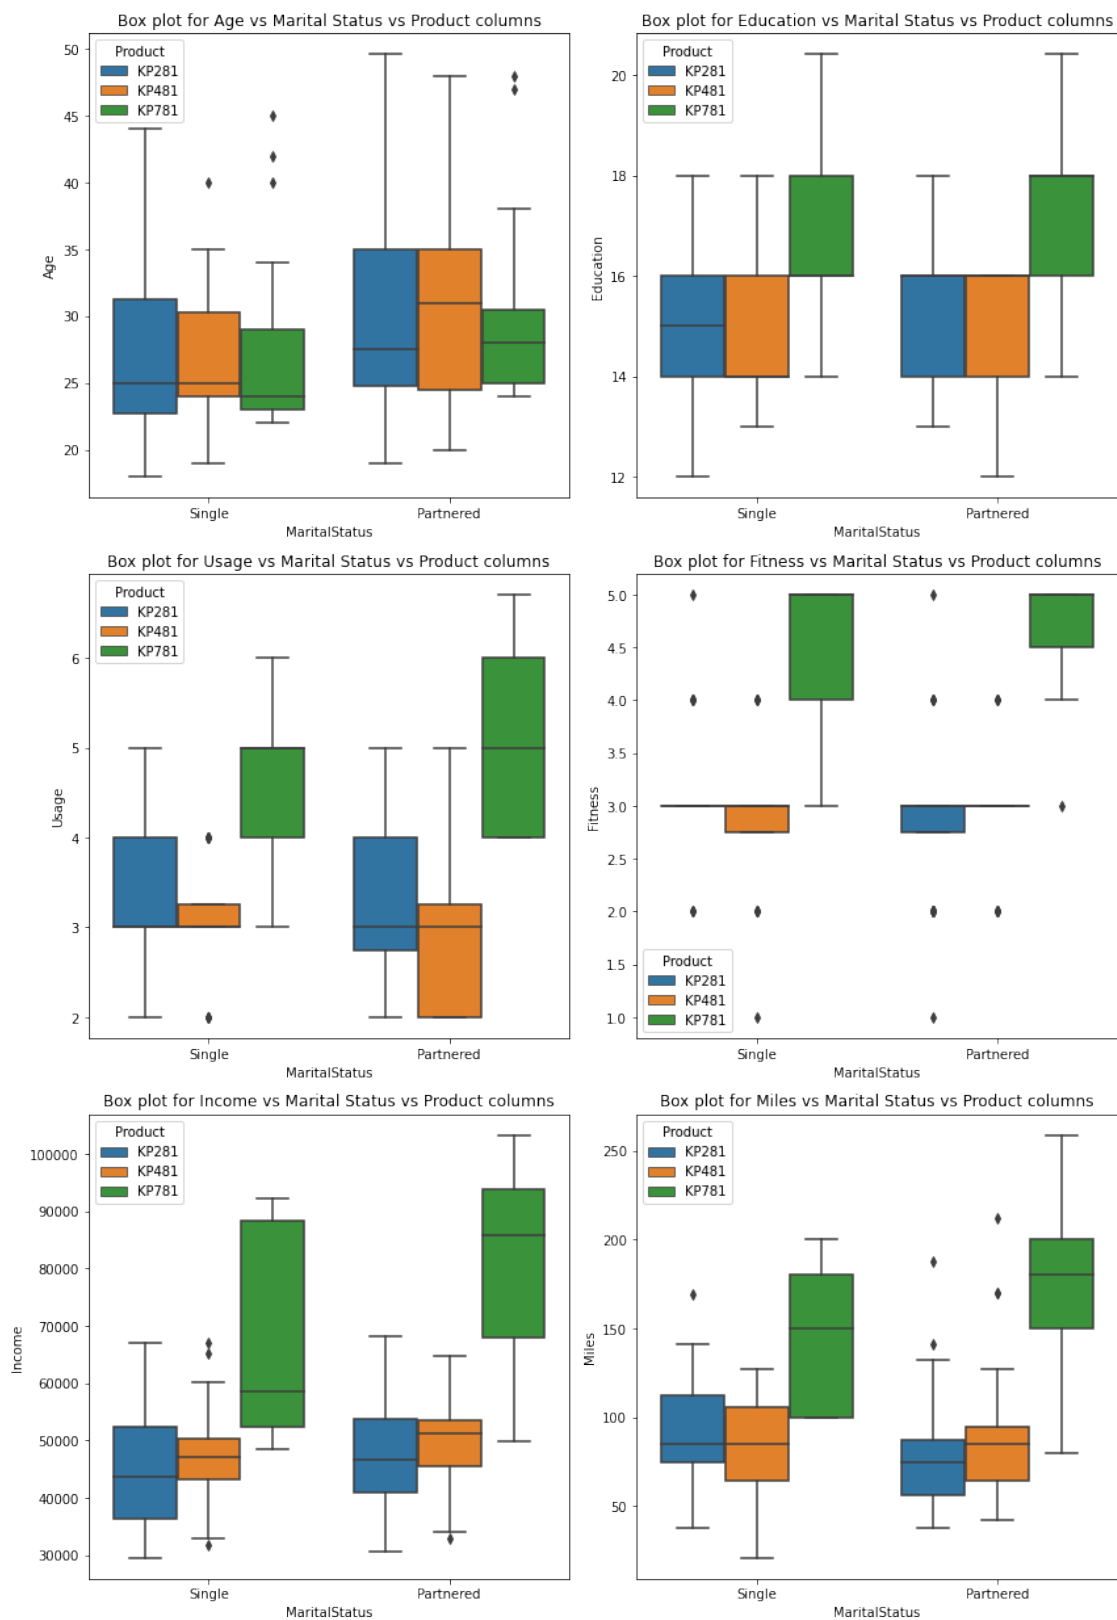 Box plot for Age vs Marital Status vs Product columns
Product
KP281
KP481
KP781
50
45
40
35
30
25
20
Age
Single
Partnered
MaritalStatus
Box plot for Education vs Marital Status vs Product columns
Product
KP281
KP481
KP781
20
18
16
14
12
Education
Single
Partnered
MaritalStatus
Box plot for Usage vs Marital Status vs Product columns
Product
KP281
KP481
KP781
6
5
4
3
2
Usage
Single
Partnered
MaritalStatus
Box plot for Fitness vs Marital Status vs Product columns
5.0
4.5
4.0
3.5
3.0
2.5
2.0
1.5
1.0
Fitness
Product
KP281
KP481
KP781
Single
Partnered
MaritalStatus
Box plot for Income vs Marital Status vs Product columns
Product
KP281
KP481
KP781
100000
90000
80000
70000
60000
50000
40000
30000
Income
Single
Partnered
MaritalStatus
Box plot for Miles vs Marital Status vs Product columns
Product
KP281
KP481
KP781
250
200
150
100
50
Miles
Single
Partnered
MaritalStatus